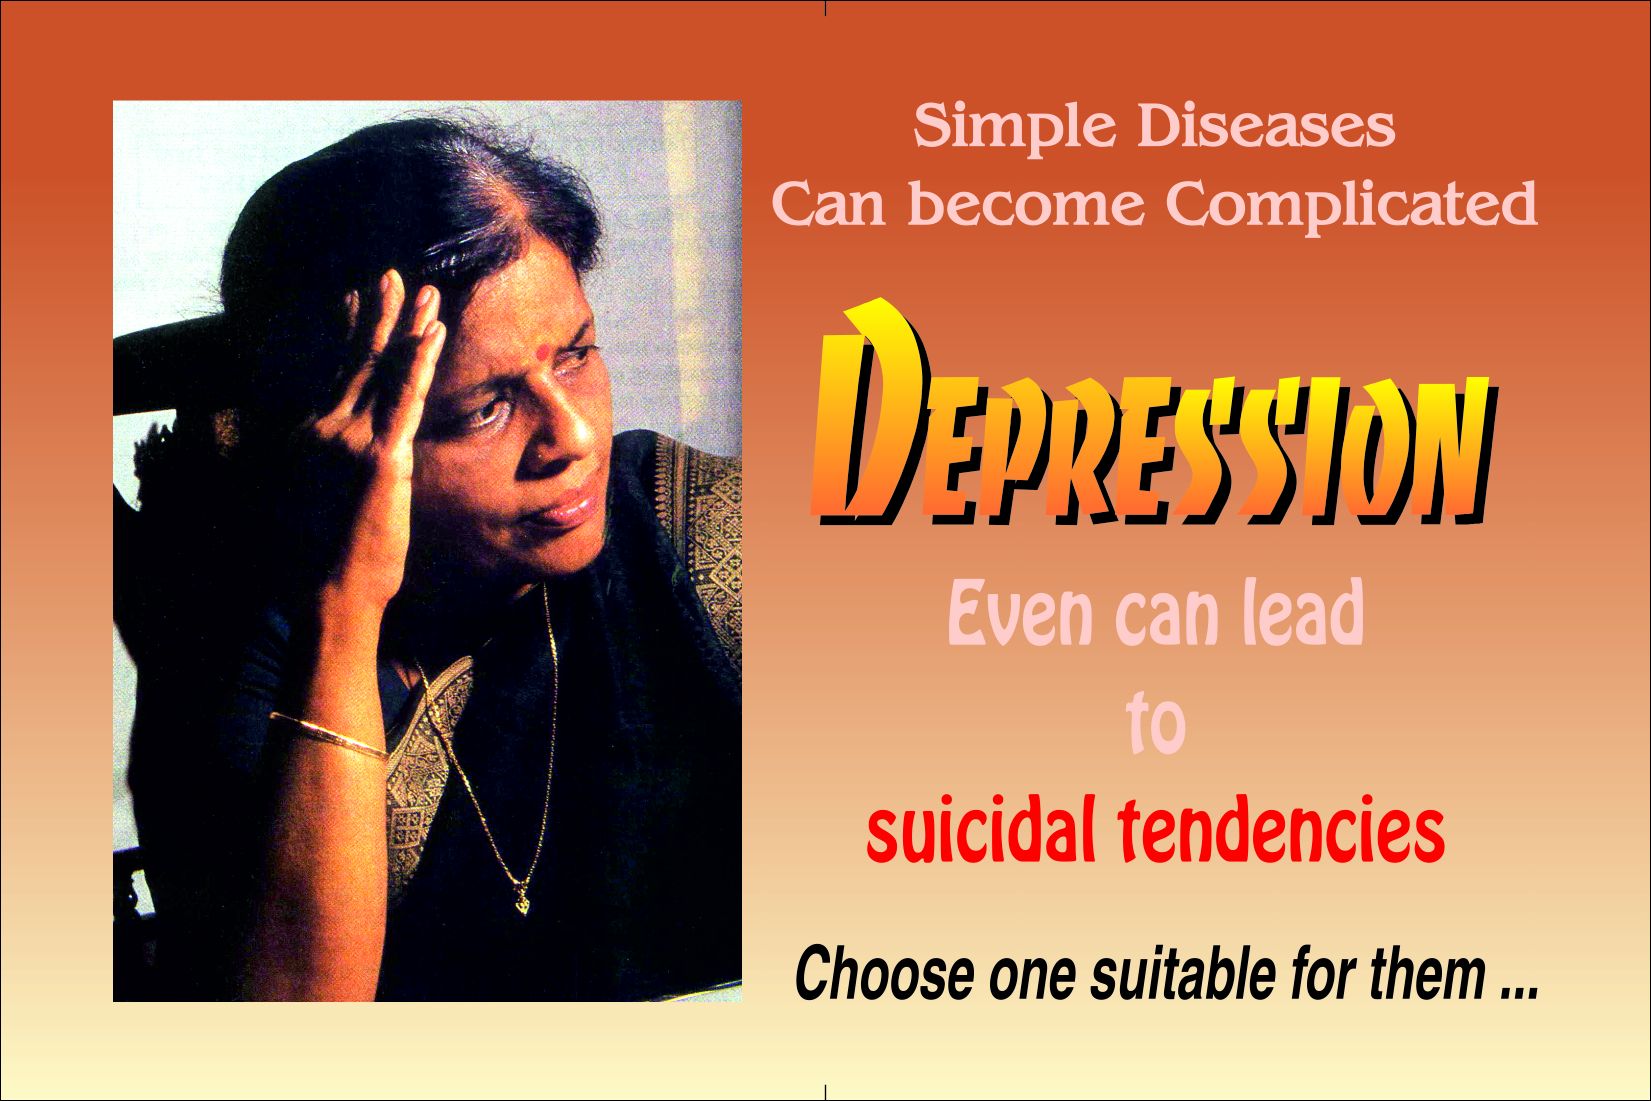 Simple Diseases
Can become Complicated
DEPRESSION
Even can lead
to
suicidal tendencies
Choose one suitable for them ...